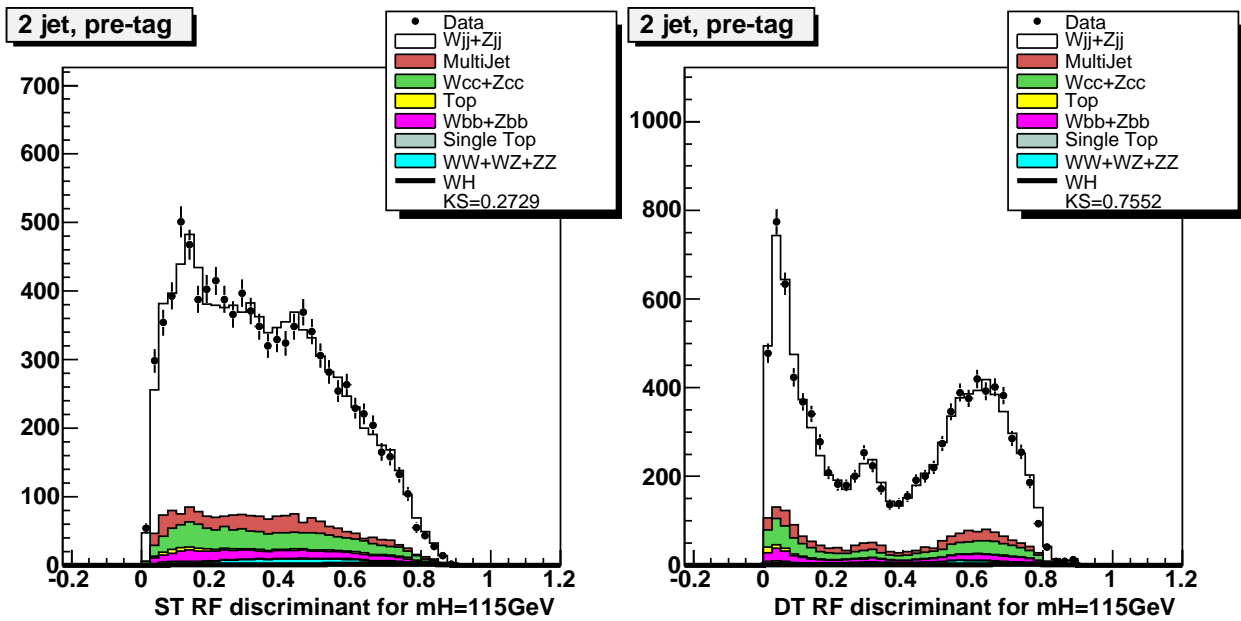 2 jet, pre-tag
Data
Wjj+Zjj
MultiJet
Wcc+Zcc
Top
Wbb+Zbb
Single Top
WW+WZ+ZZ
WH
KS=0.2729
700
600
500
400
300
200
100
0
-0.2 0 0.2 0.4 0.6 0.8 1 1.2
ST RF discriminant for mH=115GeV
2 jet, pre-tag
Data
Wjj+Zjj
MultiJet
Wcc+Zcc
Top
Wbb+Zbb
Single Top
WW+WZ+ZZ
WH
KS=0.7552
1000
800
600
400
200
0
-0.2 0 0.2 0.4 0.6 0.8 1 1.2
DT RF discriminant for mH=115GeV